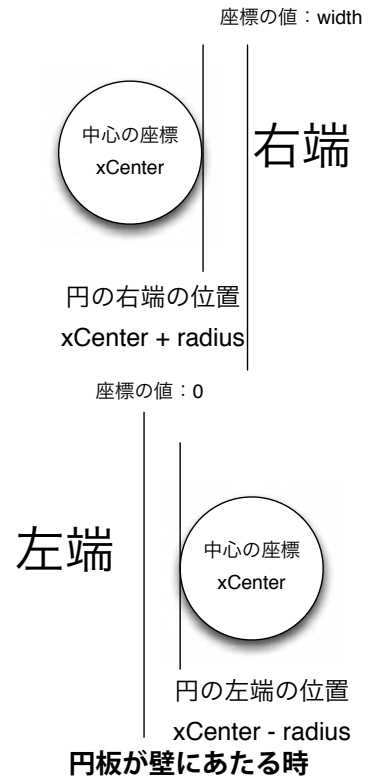 座標の値：width
中心の座標
xCenter
右端
円の右端の位置
xCenter + radius
座標の値：0
左端
中心の座標
xCenter
円の左端の位置
xCenter - radius
円板が壁にあたる時